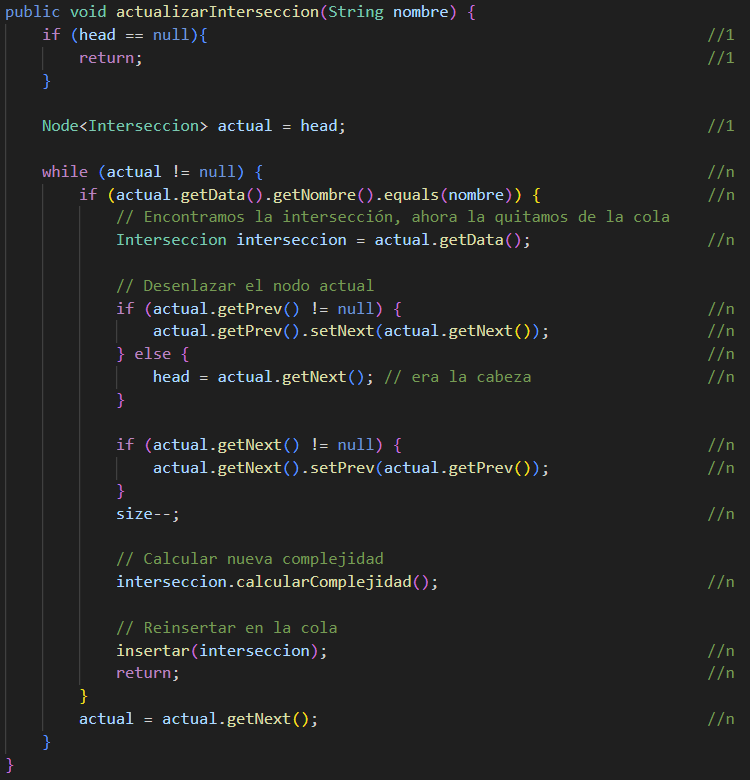 public void actualizarInterseccion(String nombre) {
    if (head == null){ //1
        return; //1
    }
    Node<Interseccion> actual = head; //1
    while (actual != null) { //n
        if (actual.getData().getNombre().equals(nombre)) { //n
            // Encontramos la intersección, ahora la quitamos de la cola
            Interseccion interseccion = actual.getData(); //n
            // Desenlazar el nodo actual
            if (actual.getPrev() != null) { //n
                actual.getPrev().setNext(actual.getNext()); //n
            } else { //n
                head = actual.getNext(); // era la cabeza //n
            }
            if (actual.getNext() != null) { //n
                actual.getNext().setPrev(actual.getPrev()); //n
            }
            size--; //n
            // Calcular nueva complejidad
            interseccion.calcularComplejidad(); //n
            // Reinsertar en la cola
            insertar(interseccion); //n
            return; //n
        }
        actual = actual.getNext(); //n
    }
}